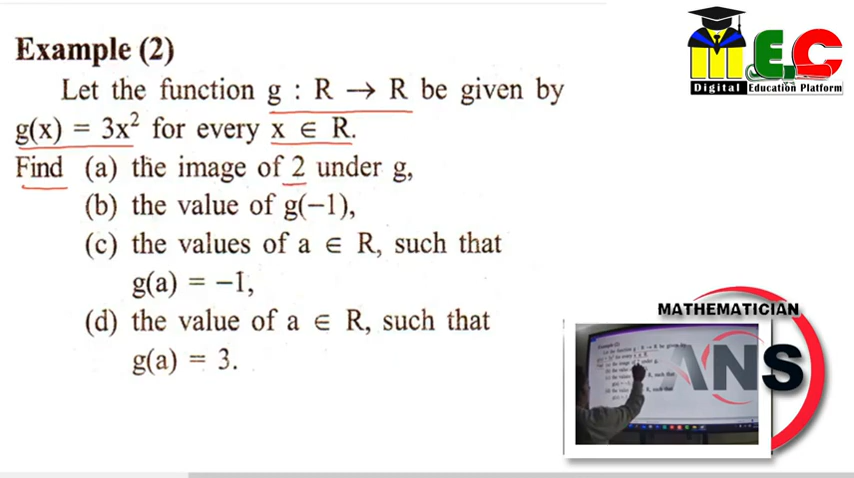 Example (2)
Let the function g : R → R be given by
g(x) = 3x² for every x ∈ R.
Find (a) the image of 2 under g,
(b) the value of g(−1),
(c) the values of a ∈ R, such that
g(a) = −1,
(d) the value of a ∈ R, such that
g(a) = 3.
MEC
Digital Education Platform
MATHEMATICIAN
ANS